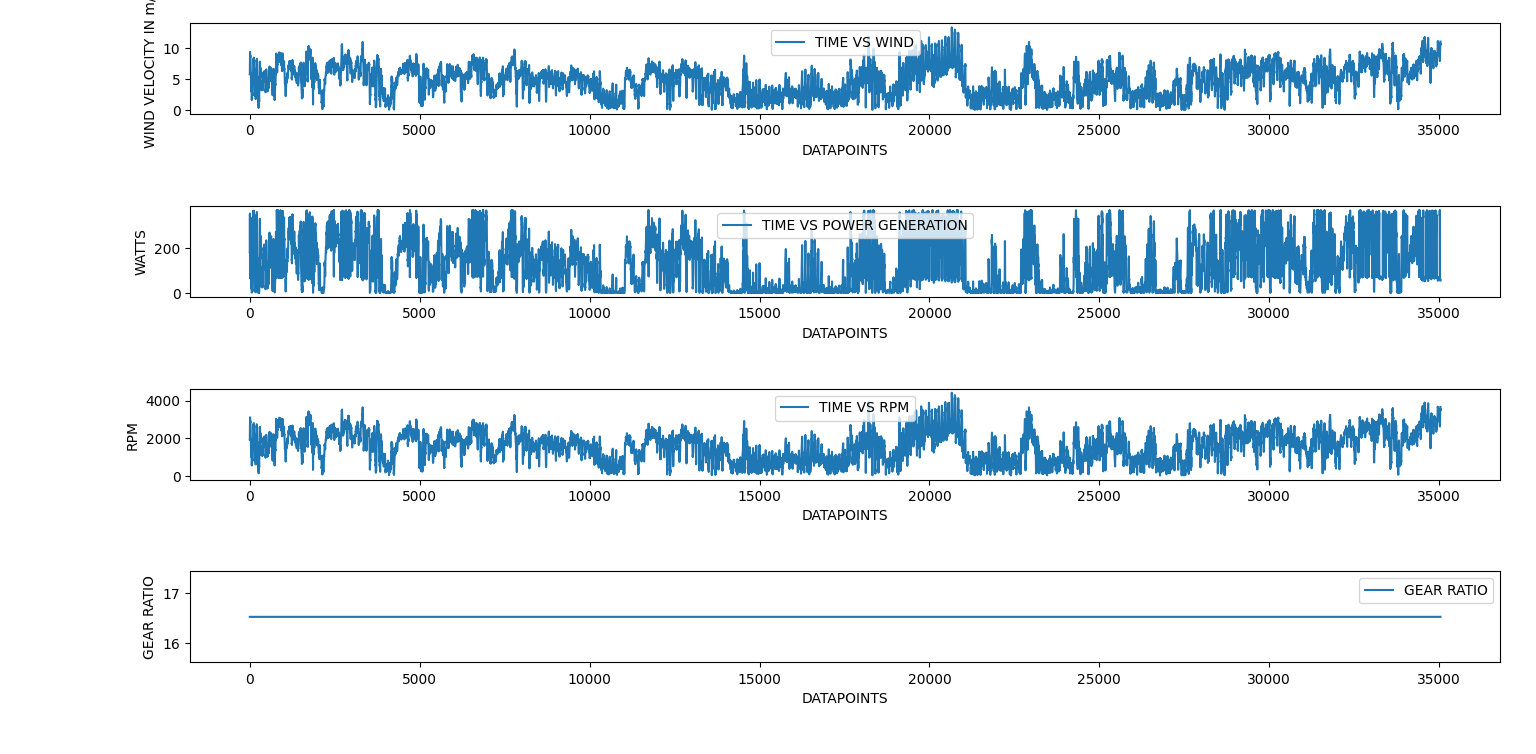 WIND VELOCITY IN m/
TIME VS WIND
10
5
0
0 5000 10000 15000 20000 25000 30000 35000
DATAPOINTS
WATTS
TIME VS POWER GENERATION
200
0
0 5000 10000 15000 20000 25000 30000 35000
DATAPOINTS
RPM
TIME VS RPM
4000
2000
0
0 5000 10000 15000 20000 25000 30000 35000
DATAPOINTS
GEAR RATIO
GEAR RATIO
17
16
0 5000 10000 15000 20000 25000 30000 35000
DATAPOINTS